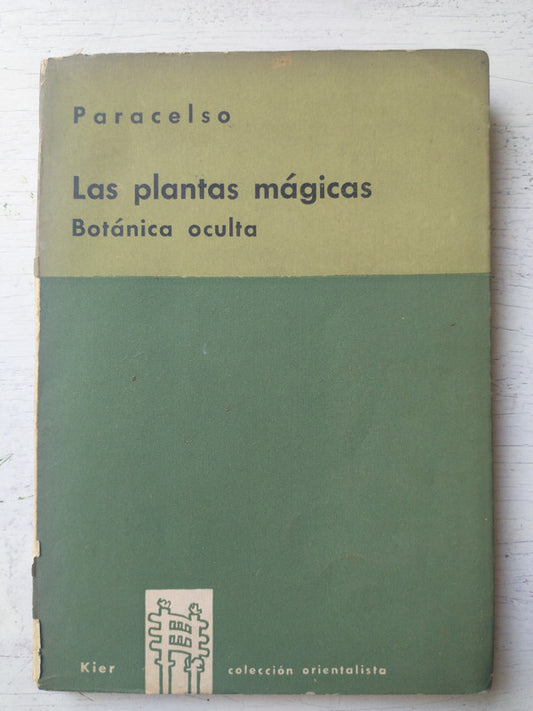 Paracelso
Las plantas mágicas
Botánica oculta
Kier
colección orientalista